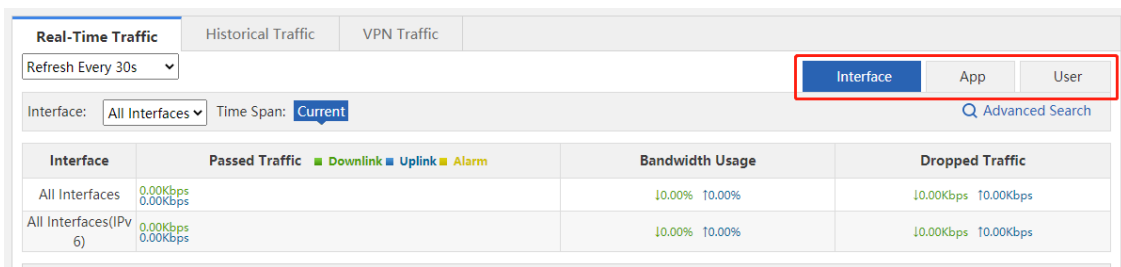 Real-Time Traffic Historical Traffic VPN Traffic
Refresh Every 30s
Interface App User
Interface: All Interfaces Time Span: Current Advanced Search
Interface Passed Traffic Downlink Uplink Alarm Bandwidth Usage Dropped Traffic
All Interfaces 0.00Kbps ↓0.00% ↑0.00% ↓0.00Kbps ↑0.00Kbps
0.00Kbps
All Interfaces(IPv 0.00Kbps ↓0.00% ↑0.00% ↓0.00Kbps ↑0.00Kbps
6) 0.00Kbps